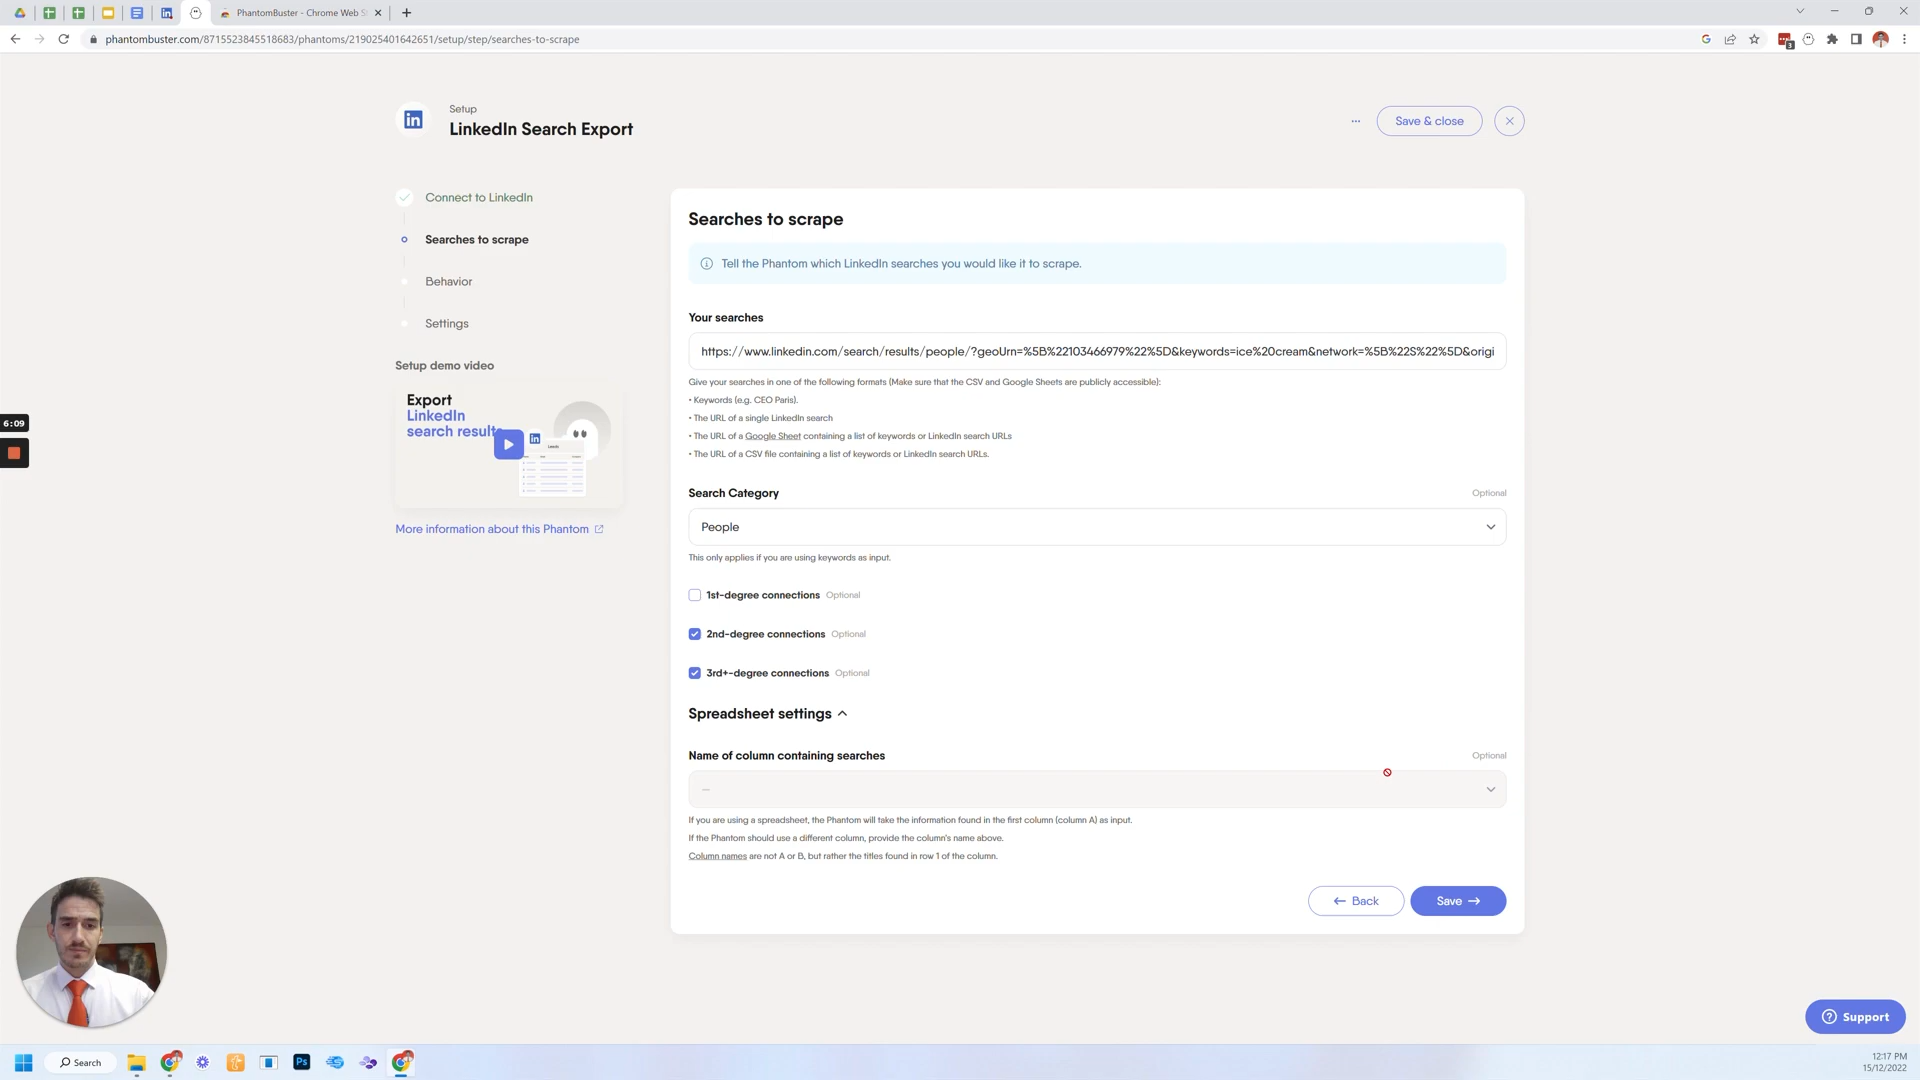 PhantomBuster - Chrome Web S
phantombuster.com/8715523845518683/phantoms/219025401642651/setup/step/searches-to-scrape
3
Setup
LinkedIn Search Export
Save & close
Connect to LinkedIn
Searches to scrape
Behavior
Settings
Setup demo video
Export
LinkedIn
search results
in
Leads
More information about this Phantom
6:09
Searches to scrape
Tell the Phantom which LinkedIn searches you would like it to scrape.
Your searches
https://www.linkedin.com/search/results/people/?geoUrn=%5B%22103466979%22%5D&keywords=ice%20cream&network=%5B%22S%22%5D&origi
Give your searches in one of the following formats (Make sure that the CSV and Google Sheets are publicly accessible):
• Keywords (e.g. CEO Paris).
• The URL of a single LinkedIn search
• The URL of a Google Sheet containing a list of keywords or LinkedIn search URLs
• The URL of a CSV file containing a list of keywords or LinkedIn search URLs.
Search Category Optional
People
This only applies if you are using keywords as input.
1st-degree connections Optional
2nd-degree connections Optional
3rd+-degree connections Optional
Spreadsheet settings
Name of column containing searches Optional
—
If you are using a spreadsheet, the Phantom will take the information found in the first column (column A) as input.
If the Phantom should use a different column, provide the column's name above.
Column names are not A or B, but rather the titles found in row 1 of the column.
← Back
Save →
Support
Search
Ps
12:17 PM
15/12/2022